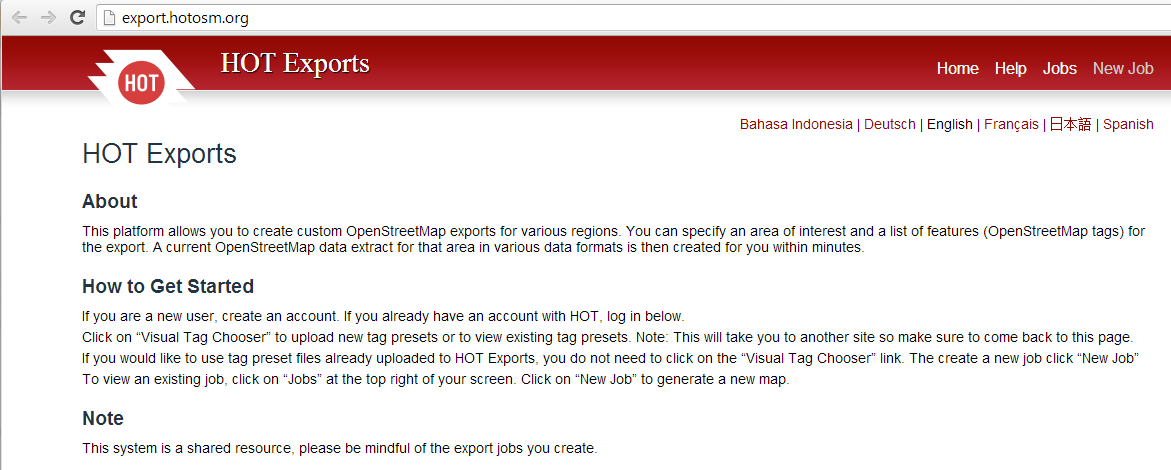 export.hotosm.org
HOT
HOT Exports
Home Help Jobs New Job
Bahasa Indonesia | Deutsch | English | Français | 日本語 | Spanish
HOT Exports
About
This platform allows you to create custom OpenStreetMap exports for various regions. You can specify an area of interest and a list of features (OpenStreetMap tags) for
the export. A current OpenStreetMap data extract for that area in various data formats is then created for you within minutes.
How to Get Started
If you are a new user, create an account. If you already have an account with HOT, log in below.
Click on “Visual Tag Chooser” to upload new tag presets or to view existing tag presets. Note: This will take you to another site so make sure to come back to this page.
If you would like to use tag preset files already uploaded to HOT Exports, you do not need to click on the “Visual Tag Chooser” link. The create a new job click “New Job”
To view an existing job, click on “Jobs” at the top right of your screen. Click on “New Job” to generate a new map.
Note
This system is a shared resource, please be mindful of the export jobs you create.